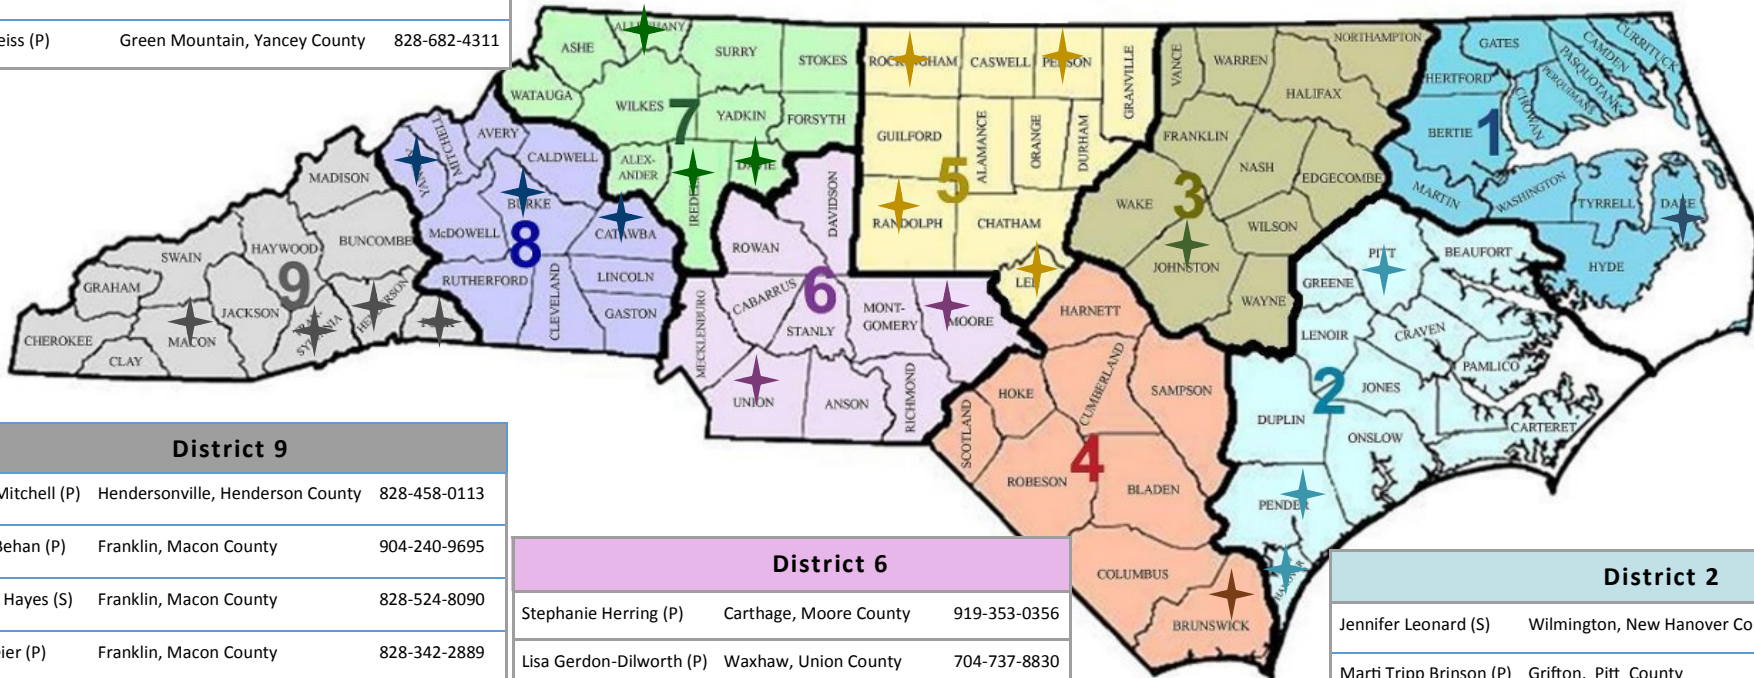 eiss (P) Green Mountain, Yancey County 828-682-4311
ALLEGHANY
ASHE
SURRY
STOKES
WATAUGA
WILKES
7
YADKIN
FORSYTH
ALEX-
ANDER
IREDELL
DAVIE
ROCKINGHAM
CASWELL
PERSON
GRANVILLE
GUILFORD
ALAMANCE
ORANGE
DURHAM
5
RANDOLPH
CHATHAM
LEE
VANCE
WARREN
NORTHAMPTON
HALIFAX
FRANKLIN
NASH
EDGECOMBE
WAKE
3
WILSON
JOHNSTON
WAYNE
GATES
HERTFORD
CURRITUCK
CAMDEN
PASQUOTANK
PERQUIMANS
CHOWAN
BERTIE
1
MARTIN
WASHINGTON
TYRRELL
DARE
HYDE
YANCEY
MITCHELL
AVERY
CALDWELL
BURKE
McDOWELL
8
CATAWBA
RUTHERFORD
CLEVELAND
LINCOLN
GASTON
MADISON
HAYWOOD
BUNCOMBE
SWAIN
GRAHAM
9
JACKSON
CHEROKEE
MACON
CLAY
SYLVANIA
HENDERSON
DAVIDSON
ROWAN
CABARRUS
6
MECKLENBURG
STANLY
MONT-
GOMERY
MOORE
UNION
ANSON
RICHMOND
HARNETT
HOKE
CUMBERLAND
SAMPSON
SCOTLAND
4
ROBESON
BLADEN
COLUMBUS
BRUNSWICK
PITT
BEAUFORT
GREENE
LENOIR
CRAVEN
PAMLICO
2
JONES
DUPLIN
ONSLOW
CARTERET
PENDER
HANOVER
District 9
Mitchell (P) Hendersonville, Henderson County 828-458-0113
Behan (P) Franklin, Macon County 904-240-9695
Hayes (S) Franklin, Macon County 828-524-8090
eier (P) Franklin, Macon County 828-342-2889
District 6
Stephanie Herring (P) Carthage, Moore County 919-353-0356
Lisa Gerdon-Dilworth (P) Waxhaw, Union County 704-737-8830
District 2
Jennifer Leonard (S) Wilmington, New Hanover Co
Marti Tripp Brinson (P) Grifton, Pitt County